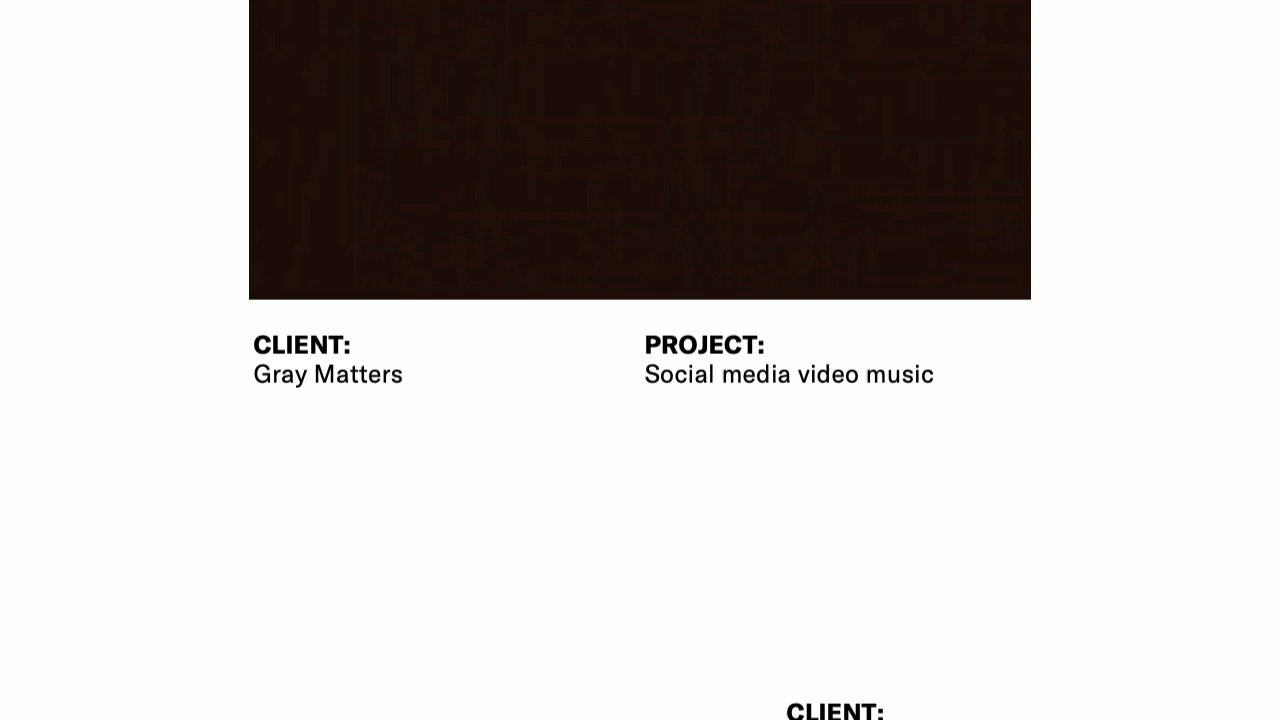 CLIENT:
Gray Matters
PROJECT:
Social media video music
CLIENT: